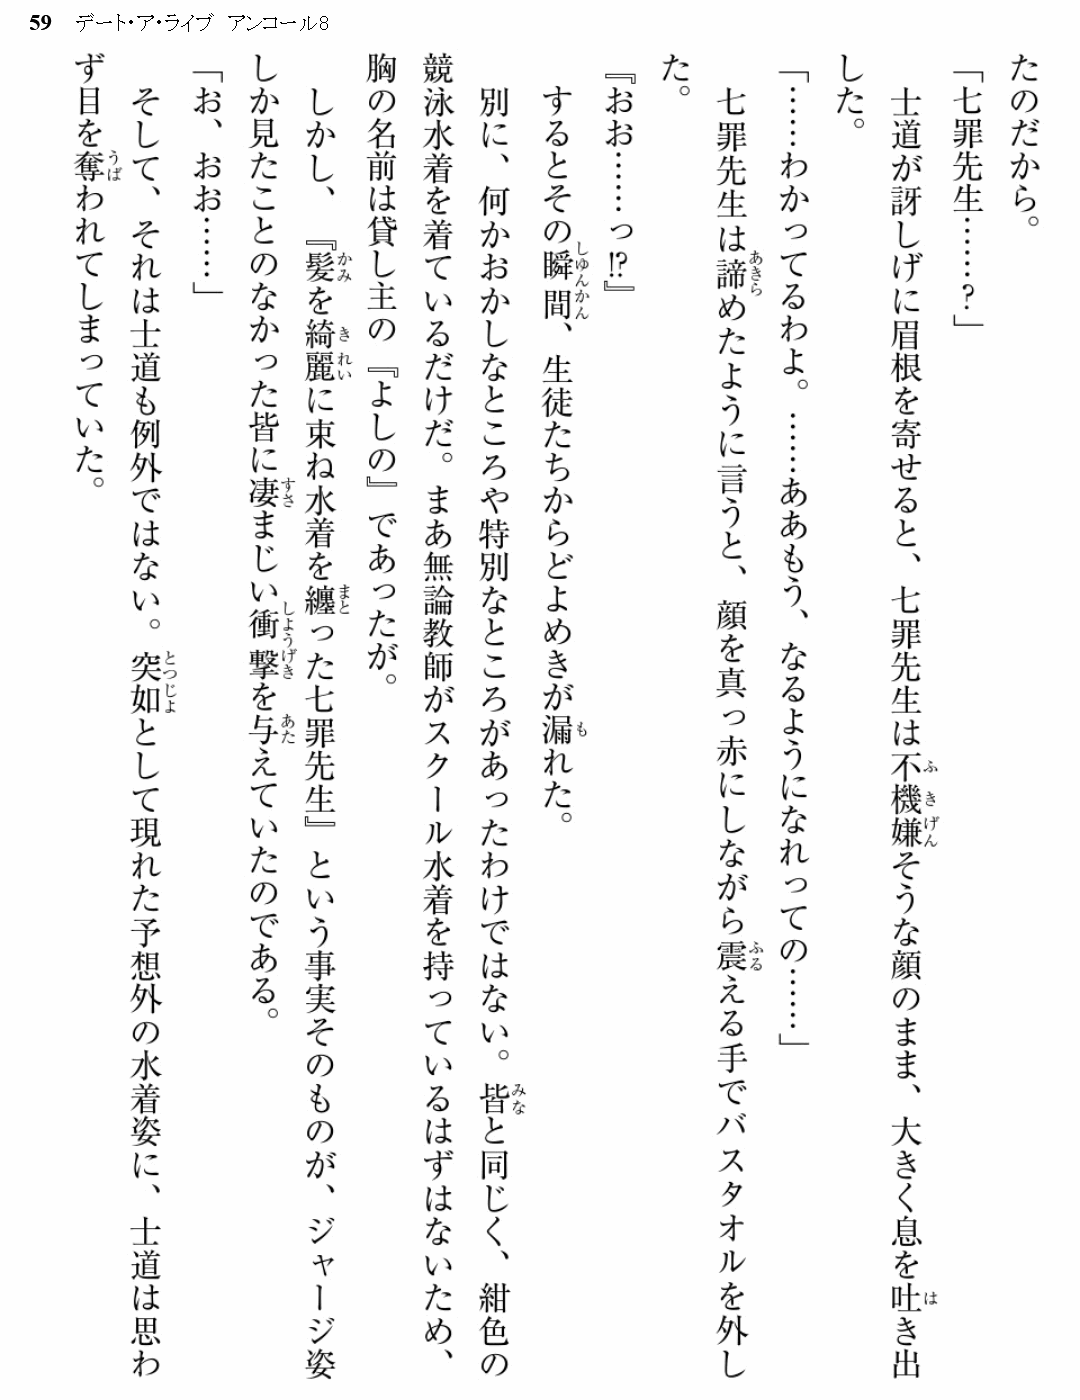 59 デート・ア・ライブ アンコール8
たのだから。
「七罪先生……?」
士道が訝しげに眉根を寄せると、七罪先生は不機嫌そうな顔のまま、大きく息を吐き出
した。
「……わかってるわよ。……ああもう、なるようになれっての……」
七罪先生は諦めたように言うと、顔を真っ赤にしながら震える手でバスタオルを外し
た。
『おお……っ!?』
するとその瞬間、生徒たちからどよめきが漏れた。
別に、何かおかしなところや特別なところがあったわけではない。皆と同じく、紺色の
競泳水着を着ているだけだ。まあ無論教師がスクール水着を持っているはずはないため、
胸の名前は貸し主の『よしの』であったが。
しかし、『髪を綺麗に束ね水着を纏った七罪先生』という事実そのものが、ジャージ姿
しか見たことのなかった皆に凄まじい衝撃を与えていたのである。
「お、おお……」
そして、それは士道も例外ではない。突如として現れた予想外の水着姿に、士道は思わ
ず目を奪われてしまっていた。